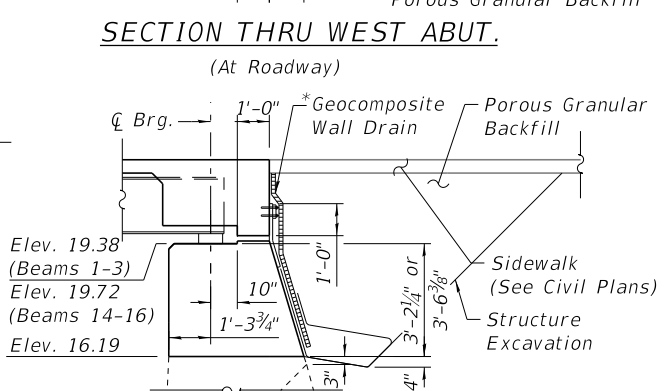 Porous Granular Backfill
SECTION THRU WEST ABUT.
(At Roadway)
℄ Brg.
1'-0"
*Geocomposite
Wall Drain
Porous Granular
Backfill
Elev. 19.38
(Beams 1-3)
Elev. 19.72
(Beams 14-16)
Elev. 16.19
10"
1'-3¾"
1'-0"
3'-2¼" or
3'-6⅜"
3"
4"
Sidewalk
(See Civil Plans)
Structure
Excavation